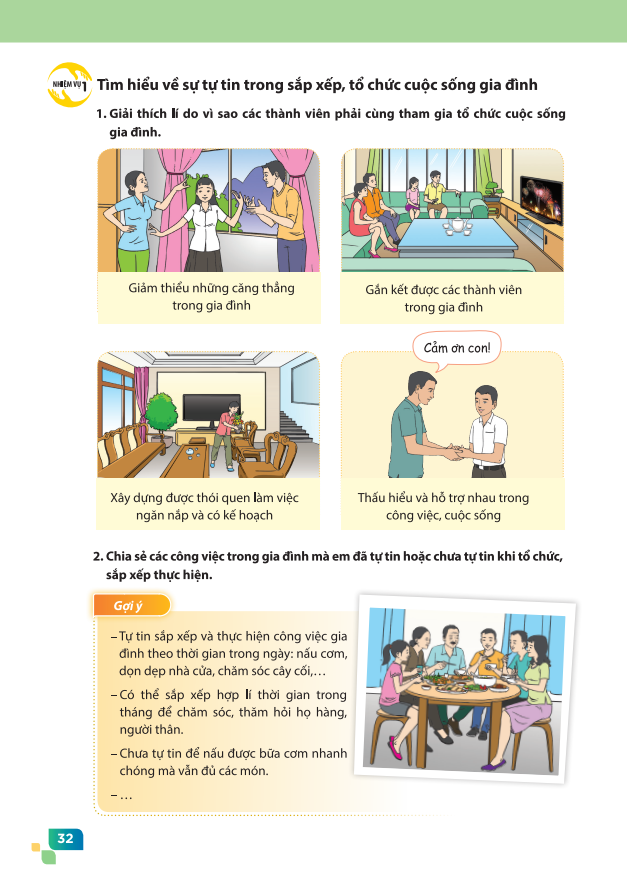 NHIỆM VỤ 1
Tìm hiểu về sự tự tin trong sắp xếp, tổ chức cuộc sống gia đình
1. Giải thích lí do vì sao các thành viên phải cùng tham gia tổ chức cuộc sống
gia đình.
Giảm thiểu những căng thẳng
trong gia đình
Gắn kết được các thành viên
trong gia đình
Cảm ơn con!
Xây dựng được thói quen làm việc
ngăn nắp và có kế hoạch
Thấu hiểu và hỗ trợ nhau trong
công việc, cuộc sống
2. Chia sẻ các công việc trong gia đình mà em đã tự tin hoặc chưa tự tin khi tổ chức,
sắp xếp thực hiện.
Gợi ý
– Tự tin sắp xếp và thực hiện công việc gia
đình theo thời gian trong ngày: nấu cơm,
dọn dẹp nhà cửa, chăm sóc cây cối,…
– Có thể sắp xếp hợp lí thời gian trong
tháng để chăm sóc, thăm hỏi họ hàng,
người thân.
– Chưa tự tin để nấu được bữa cơm nhanh
chóng mà vẫn đủ các món.
– …
32